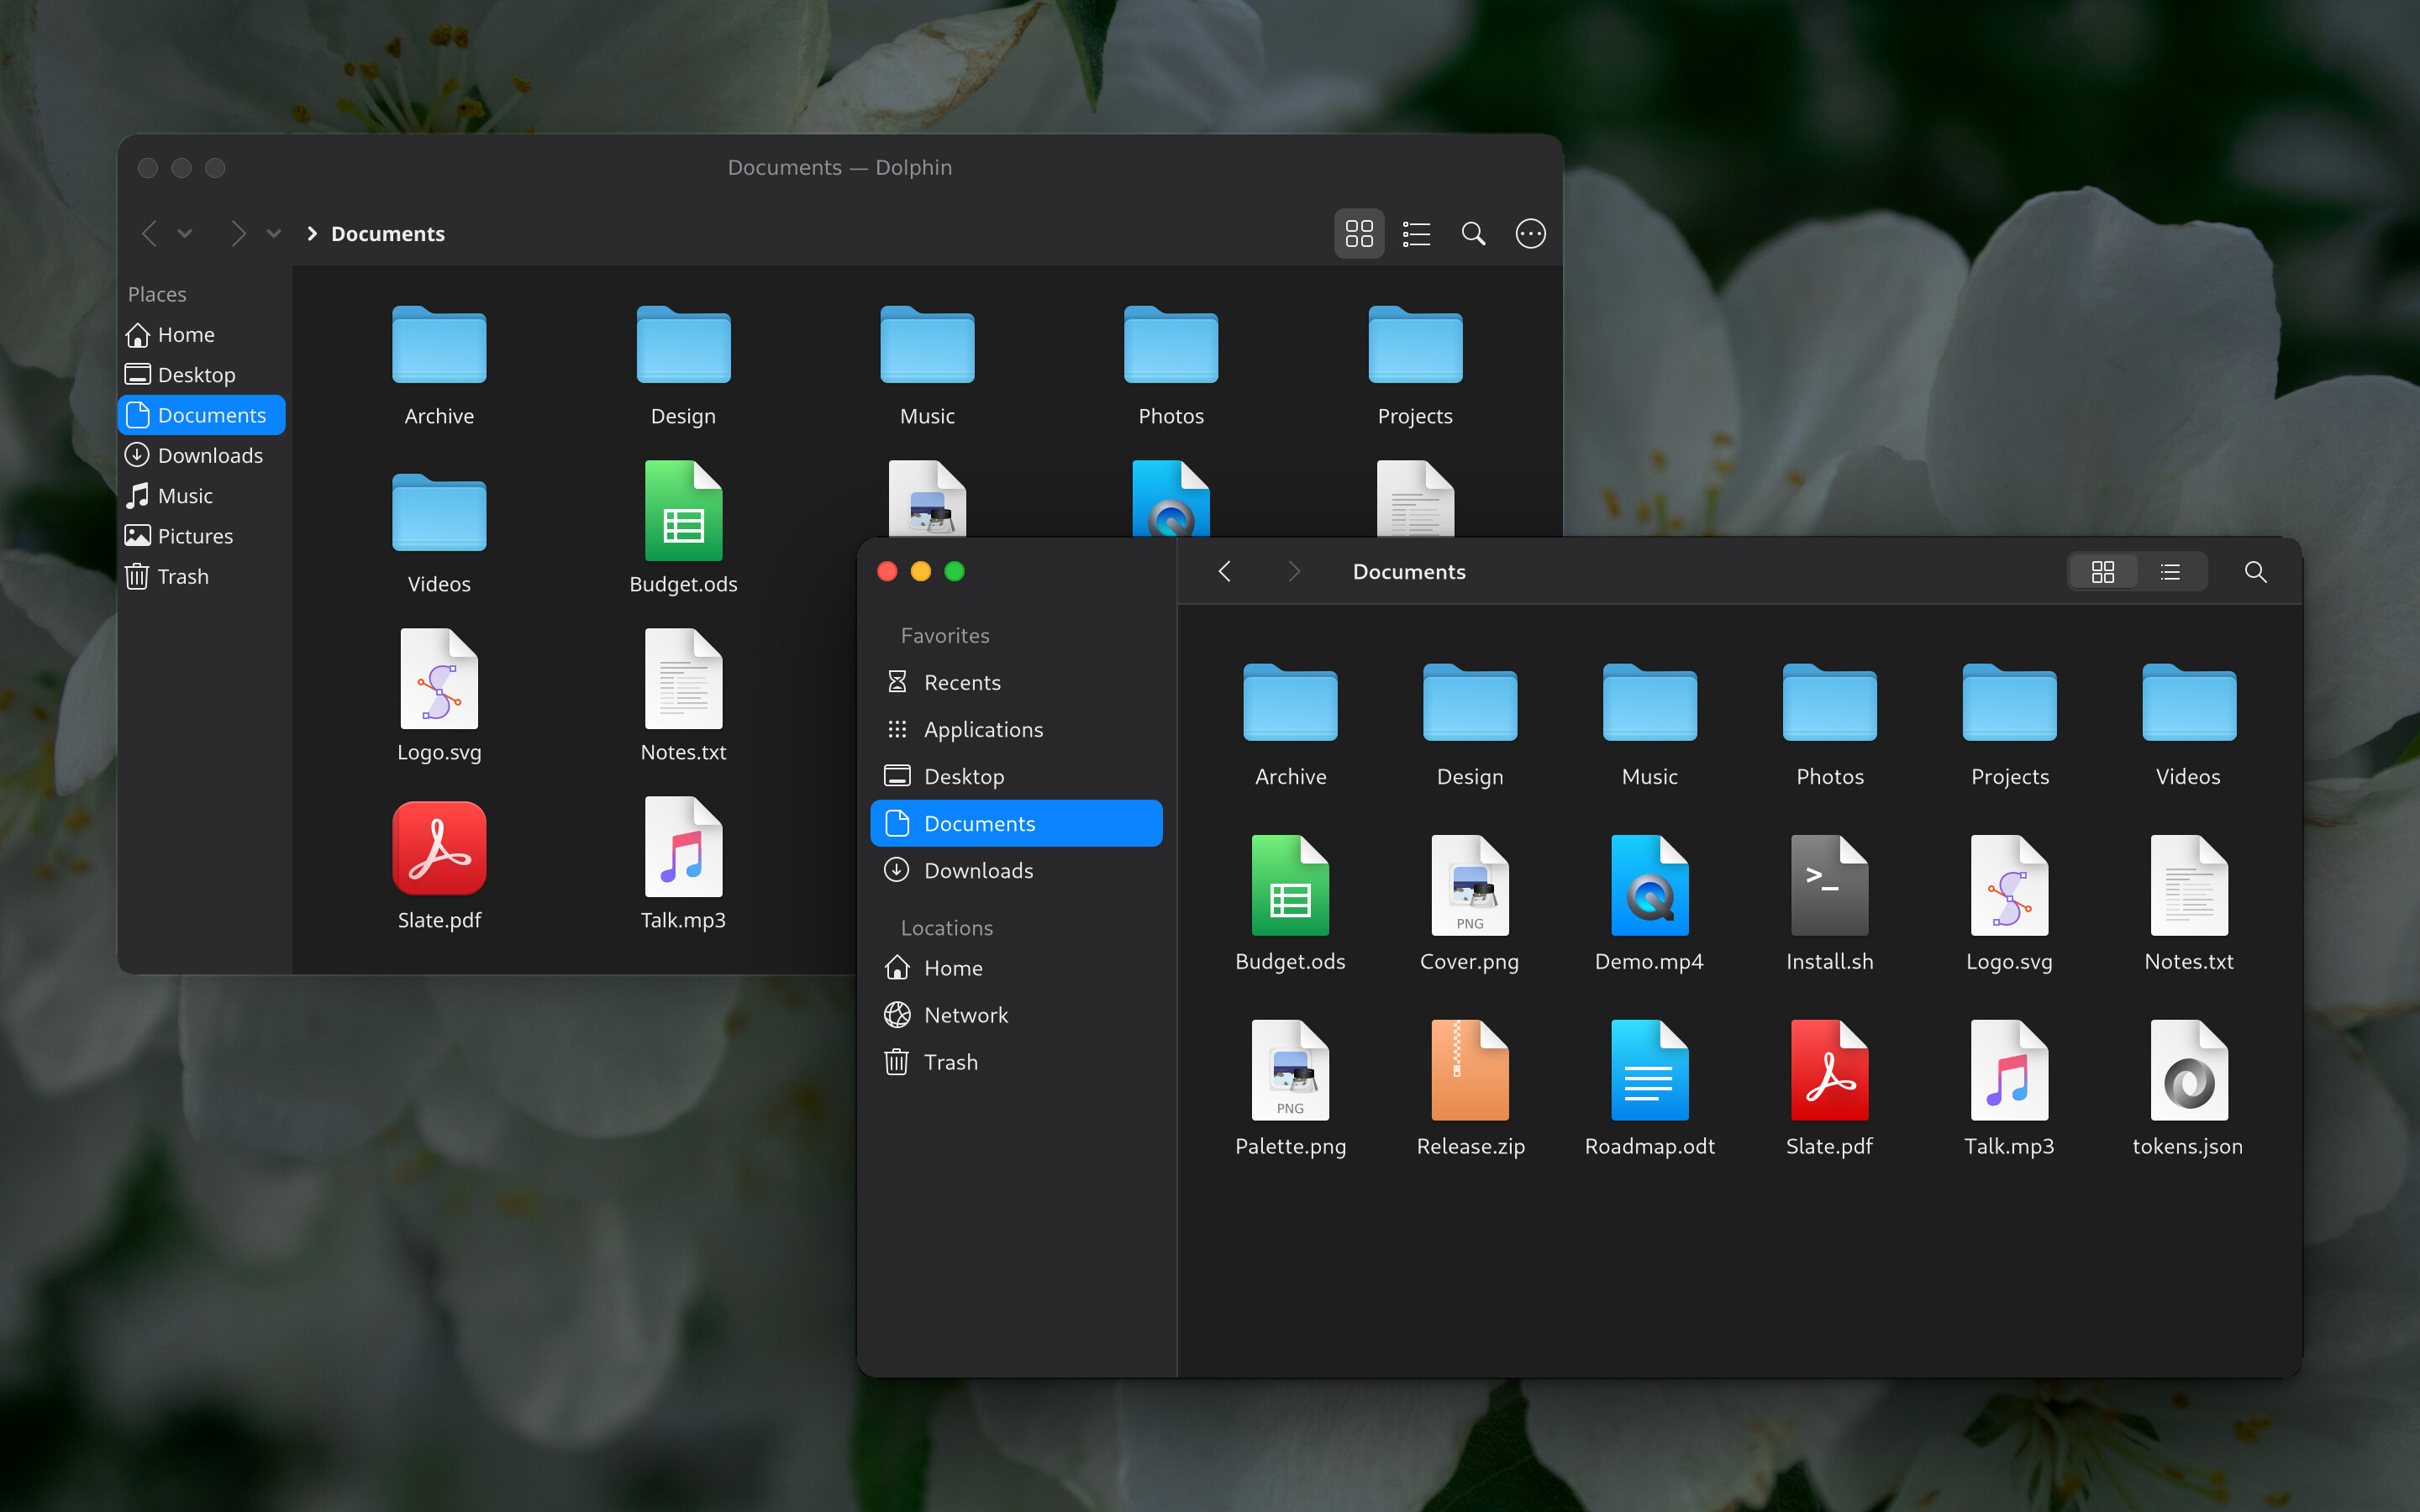 Documents — Dolphin
Documents
Places
Home
Desktop
Documents
Downloads
Music
Pictures
Trash
Archive
Design
Music
Photos
Projects
Videos
Budget.ods
Logo.svg
Notes.txt
Slate.pdf
Talk.mp3
Documents
Favorites
Recents
Applications
Desktop
Documents
Downloads
Locations
Home
Network
Trash
Archive
Design
Music
Photos
Projects
Videos
PNG
Budget.ods
Cover.png
Demo.mp4
Install.sh
Logo.svg
Notes.txt
PNG
Palette.png
Release.zip
Roadmap.odt
Slate.pdf
Talk.mp3
tokens.json